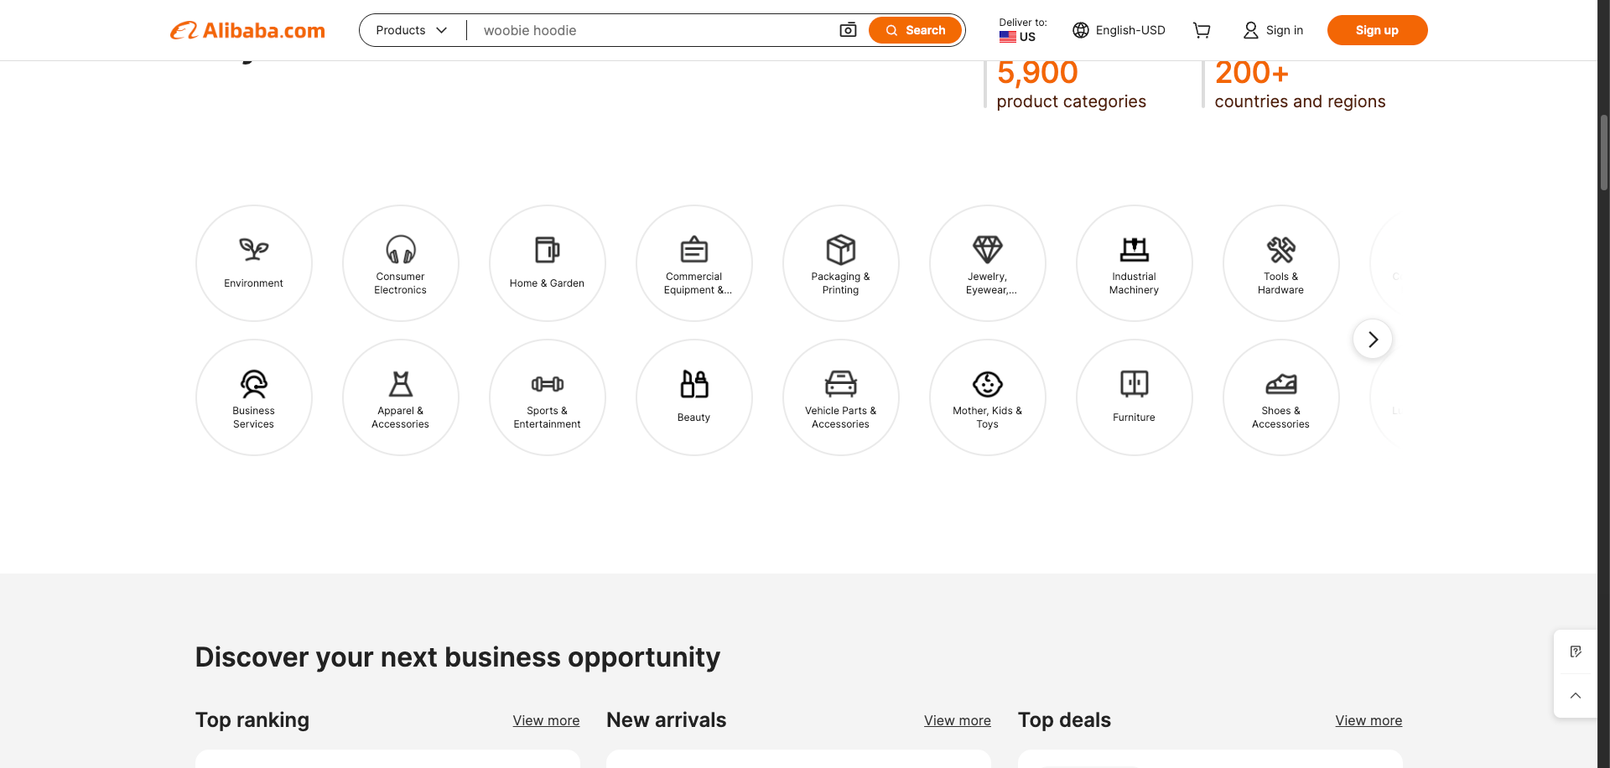 Alibaba.com
Products
woobie hoodie
Search
Deliver to:
US
English-USD
Sign in
Sign up
5,900
product categories
200+
countries and regions
Environment
Consumer
Electronics
Home & Garden
Commercial
Equipment &...
Packaging &
Printing
Jewelry,
Eyewear,...
Industrial
Machinery
Tools &
Hardware
Business
Services
Apparel &
Accessories
Sports &
Entertainment
Beauty
Vehicle Parts &
Accessories
Mother, Kids &
Toys
Furniture
Shoes &
Accessories
Discover your next business opportunity
Top ranking
View more
New arrivals
View more
Top deals
View more